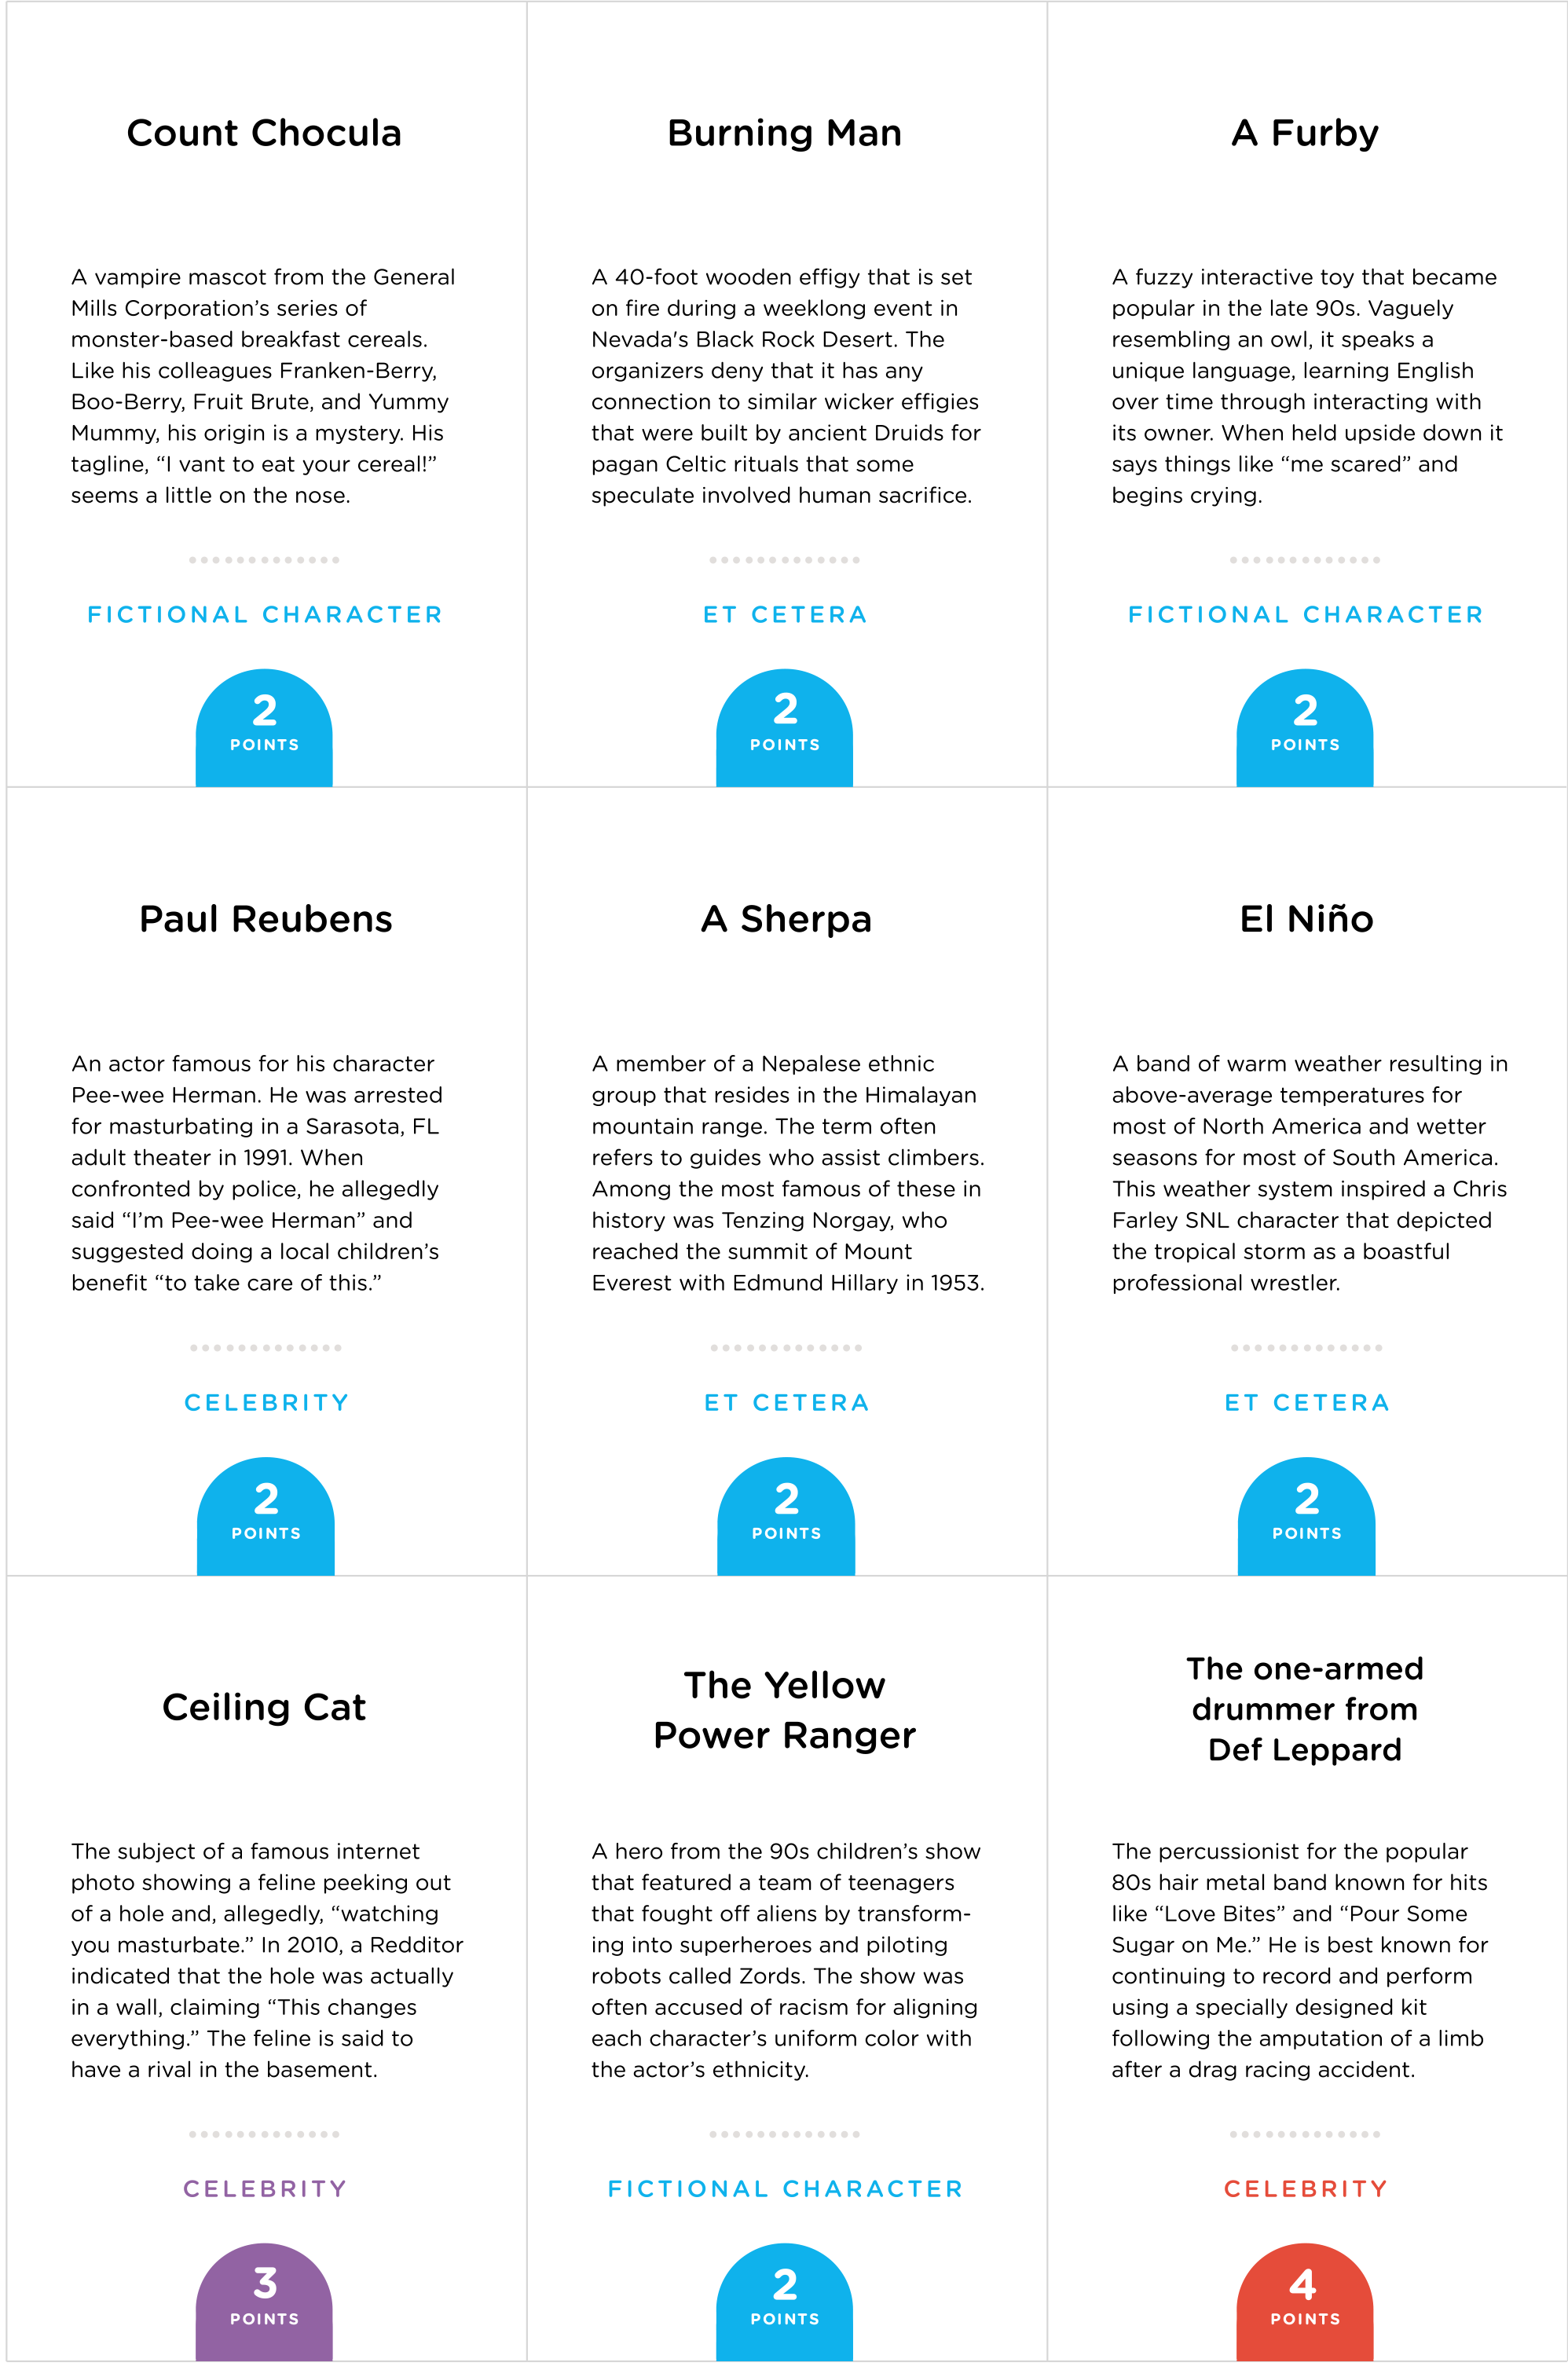 Count Chocula
A vampire mascot from the General
Mills Corporation’s series of
monster-based breakfast cereals.
Like his colleagues Franken-Berry,
Boo-Berry, Fruit Brute, and Yummy
Mummy, his origin is a mystery. His
tagline, “I vant to eat your cereal!”
seems a little on the nose.
FICTIONAL CHARACTER
2
POINTS
Burning Man
A 40-foot wooden effigy that is set
on fire during a weeklong event in
Nevada's Black Rock Desert. The
organizers deny that it has any
connection to similar wicker effigies
that were built by ancient Druids for
pagan Celtic rituals that some
speculate involved human sacrifice.
ET CETERA
2
POINTS
A Furby
A fuzzy interactive toy that became
popular in the late 90s. Vaguely
resembling an owl, it speaks a
unique language, learning English
over time through interacting with
its owner. When held upside down it
says things like “me scared” and
begins crying.
FICTIONAL CHARACTER
2
POINTS
Paul Reubens
An actor famous for his character
Pee-wee Herman. He was arrested
for masturbating in a Sarasota, FL
adult theater in 1991. When
confronted by police, he allegedly
said “I’m Pee-wee Herman” and
suggested doing a local children’s
benefit “to take care of this.”
CELEBRITY
2
POINTS
A Sherpa
A member of a Nepalese ethnic
group that resides in the Himalayan
mountain range. The term often
refers to guides who assist climbers.
Among the most famous of these in
history was Tenzing Norgay, who
reached the summit of Mount
Everest with Edmund Hillary in 1953.
ET CETERA
2
POINTS
El Niño
A band of warm weather resulting in
above-average temperatures for
most of North America and wetter
seasons for most of South America.
This weather system inspired a Chris
Farley SNL character that depicted
the tropical storm as a boastful
professional wrestler.
ET CETERA
2
POINTS
Ceiling Cat
The subject of a famous internet
photo showing a feline peeking out
of a hole and, allegedly, “watching
you masturbate.” In 2010, a Redditor
indicated that the hole was actually
in a wall, claiming “This changes
everything.” The feline is said to
have a rival in the basement.
CELEBRITY
3
POINTS
The Yellow
Power Ranger
A hero from the 90s children’s show
that featured a team of teenagers
that fought off aliens by transform-
ing into superheroes and piloting
robots called Zords. The show was
often accused of racism for aligning
each character’s uniform color with
the actor’s ethnicity.
FICTIONAL CHARACTER
2
POINTS
The one-armed
drummer from
Def Leppard
The percussionist for the popular
80s hair metal band known for hits
like “Love Bites” and “Pour Some
Sugar on Me.” He is best known for
continuing to record and perform
using a specially designed kit
following the amputation of a limb
after a drag racing accident.
CELEBRITY
4
POINTS